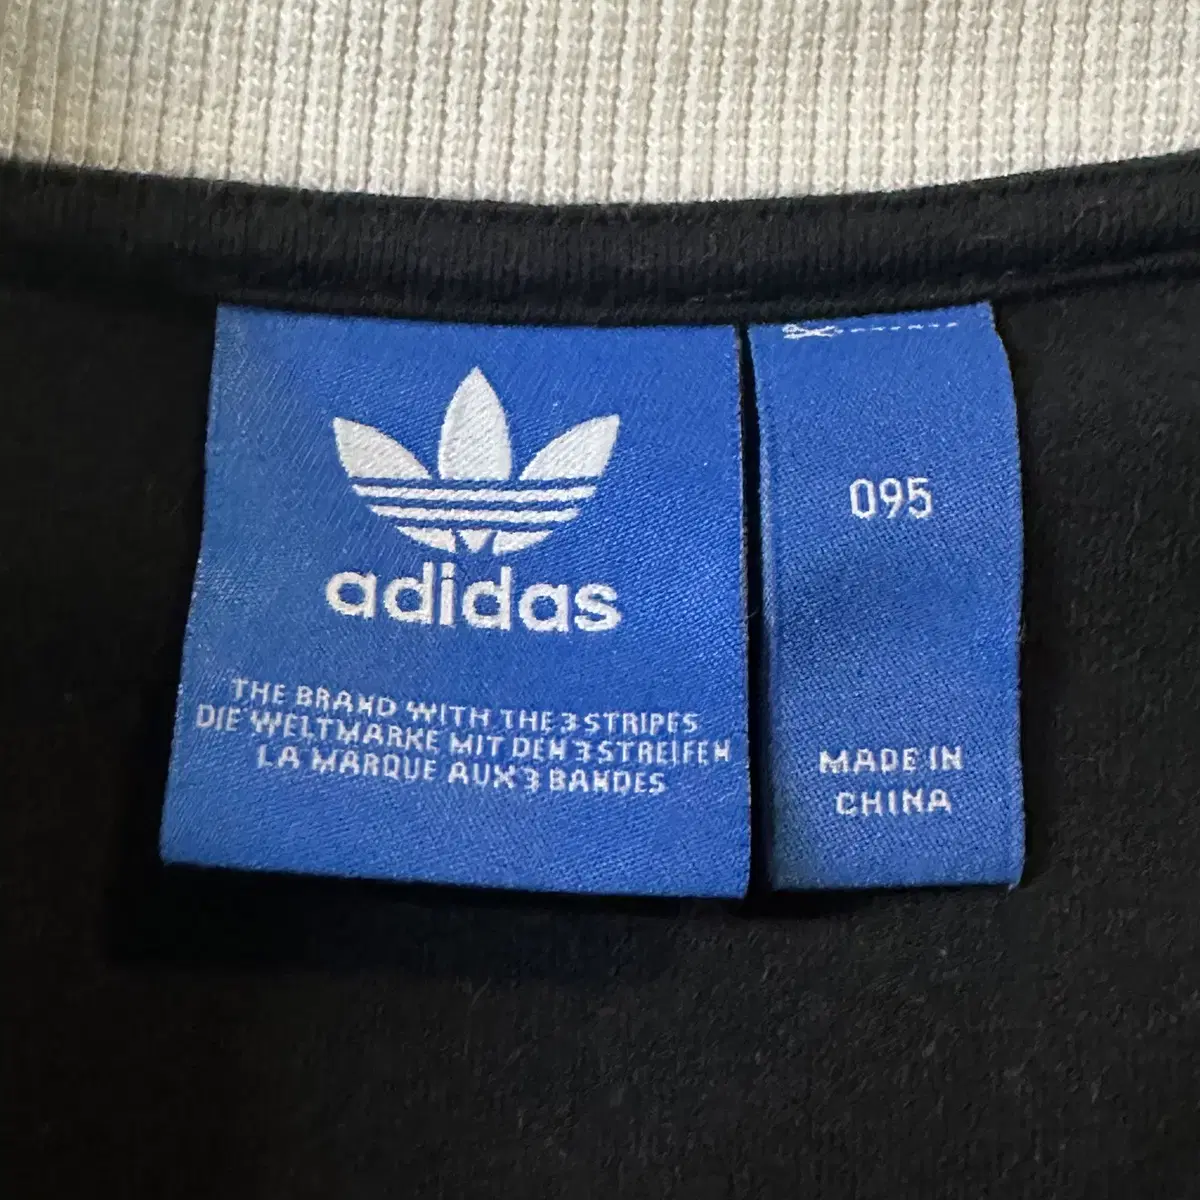 adidas
THE BRAND WITH THE 3 STRIPES
DIE WELTMARKE MIT DEN 3 STREIFEN
LA MARQUE AUX 3 BANDES
095
MADE IN
CHINA